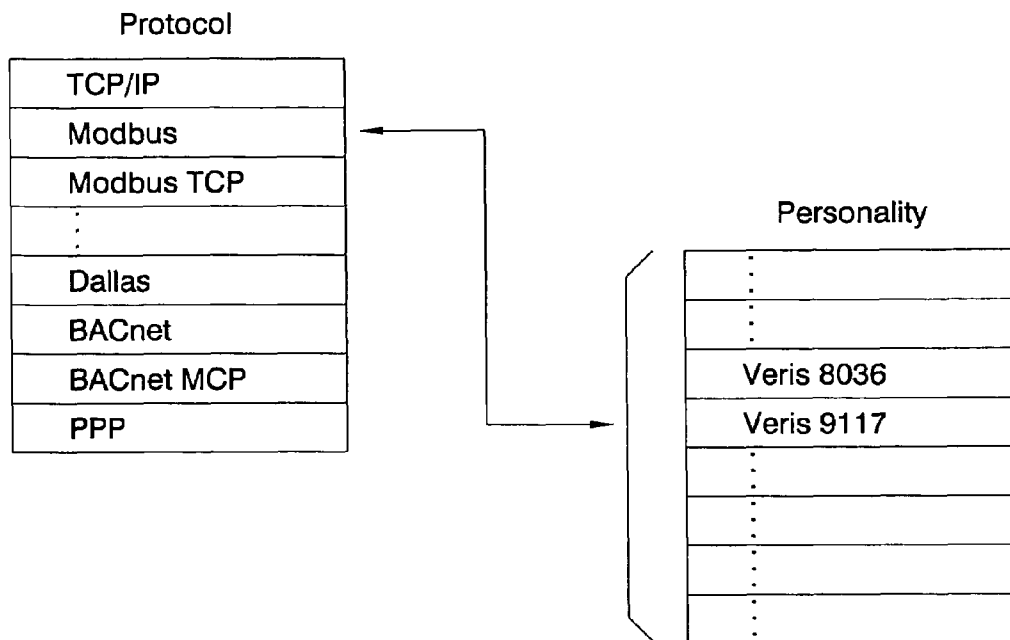 Protocol
TCP/IP
Modbus
Modbus TCP
Dallas
BACnet
BACnet MCP
PPP
Personality
Veris 8036
Veris 9117